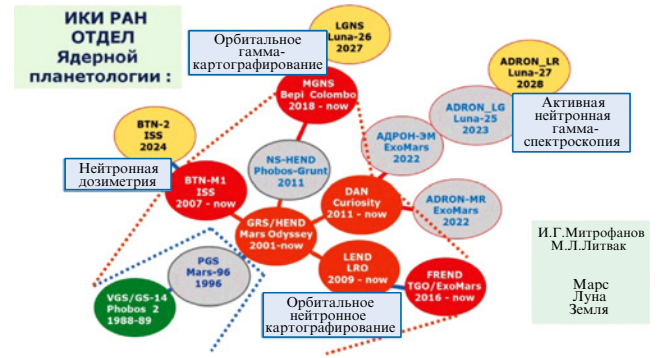 ИКИ РАН
ОТДЕЛ
Ядерной
планетологии :
LGNS
Luna-26
2027
Орбитальное
гамма-
картографирование
ADRON_LR
Luna-27
2028
MGNS
Bepi Colombo
2018 - now
ADRON_LG
Luna-25
2023
Активная
нейтронная
гамма-
спектроскопия
BTN-2
ISS
2024
АДРОН-ЭМ
ExoMars
2022
NS-HEND
Phobos-Grunt
2011
Нейтронная
дозиметрия
BTN-M1
ISS
2007 - now
DAN
Curiosity
2011 - now
ADRON-MR
ExoMars
2022
GRS/HEND
Mars Odyssey
2001-now
И.Г.Митрофанов
М.Л.Литвак
PGS
Mars-96
1996
LEND
LRO
2009 - now
FREND
TGO/ExoMars
2016 - now
VGS/GS-14
Phobos 2
1988-89
Орбитальное
нейтронное
картографирование
Марс
Луна
Земля